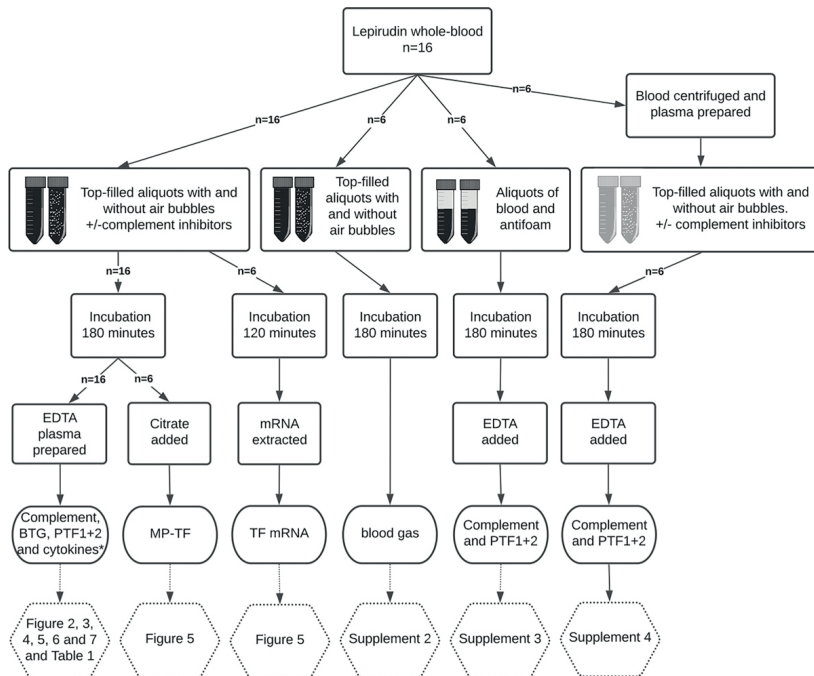 Lepirudin whole-blood
n=16
n=16
n=6
n=6
n=6
Blood centrifuged and
plasma prepared
Top-filled aliquots with and
without air bubbles
+/-complement inhibitors
Top-filled
aliquots with
and without
air bubbles
Aliquots of
blood and
antifoam
Top-filled aliquots with and
without air bubbles.
+/- complement inhibitors
n=16
n=6
n=6
Incubation
180 minutes
Incubation
120 minutes
Incubation
180 minutes
Incubation
180 minutes
Incubation
180 minutes
n=16
n=6
EDTA
plasma
prepared
Citrate
added
mRNA
extracted
EDTA
added
EDTA
added
Complement,
BTG, PTF1+2
and cytokines*
MP-TF
TF mRNA
blood gas
Complement
and PTF1+2
Complement
and PTF1+2
Figure 2, 3,
4, 5, 6 and 7
and Table 1
Figure 5
Figure 5
Supplement 2
Supplement 3
Supplement 4